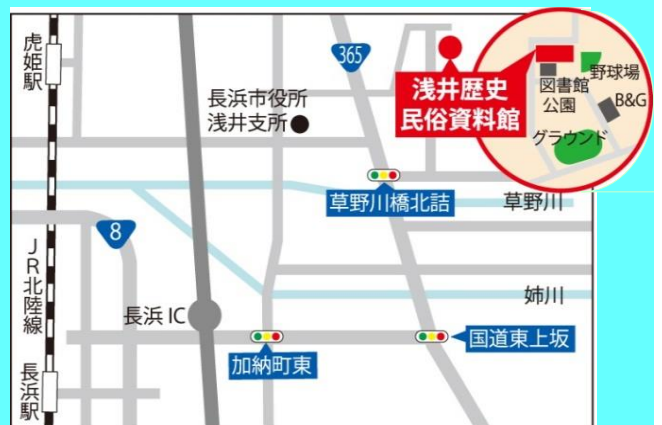 虎姫駅
365
長浜市役所
浅井支所
浅井歴史
民俗資料館
図書館
公園
野球場
B&G
グラウンド
草野川橋北詰
草野川
8
JR北陸線
姉川
長浜IC
国道東上坂
加納町東
長浜駅